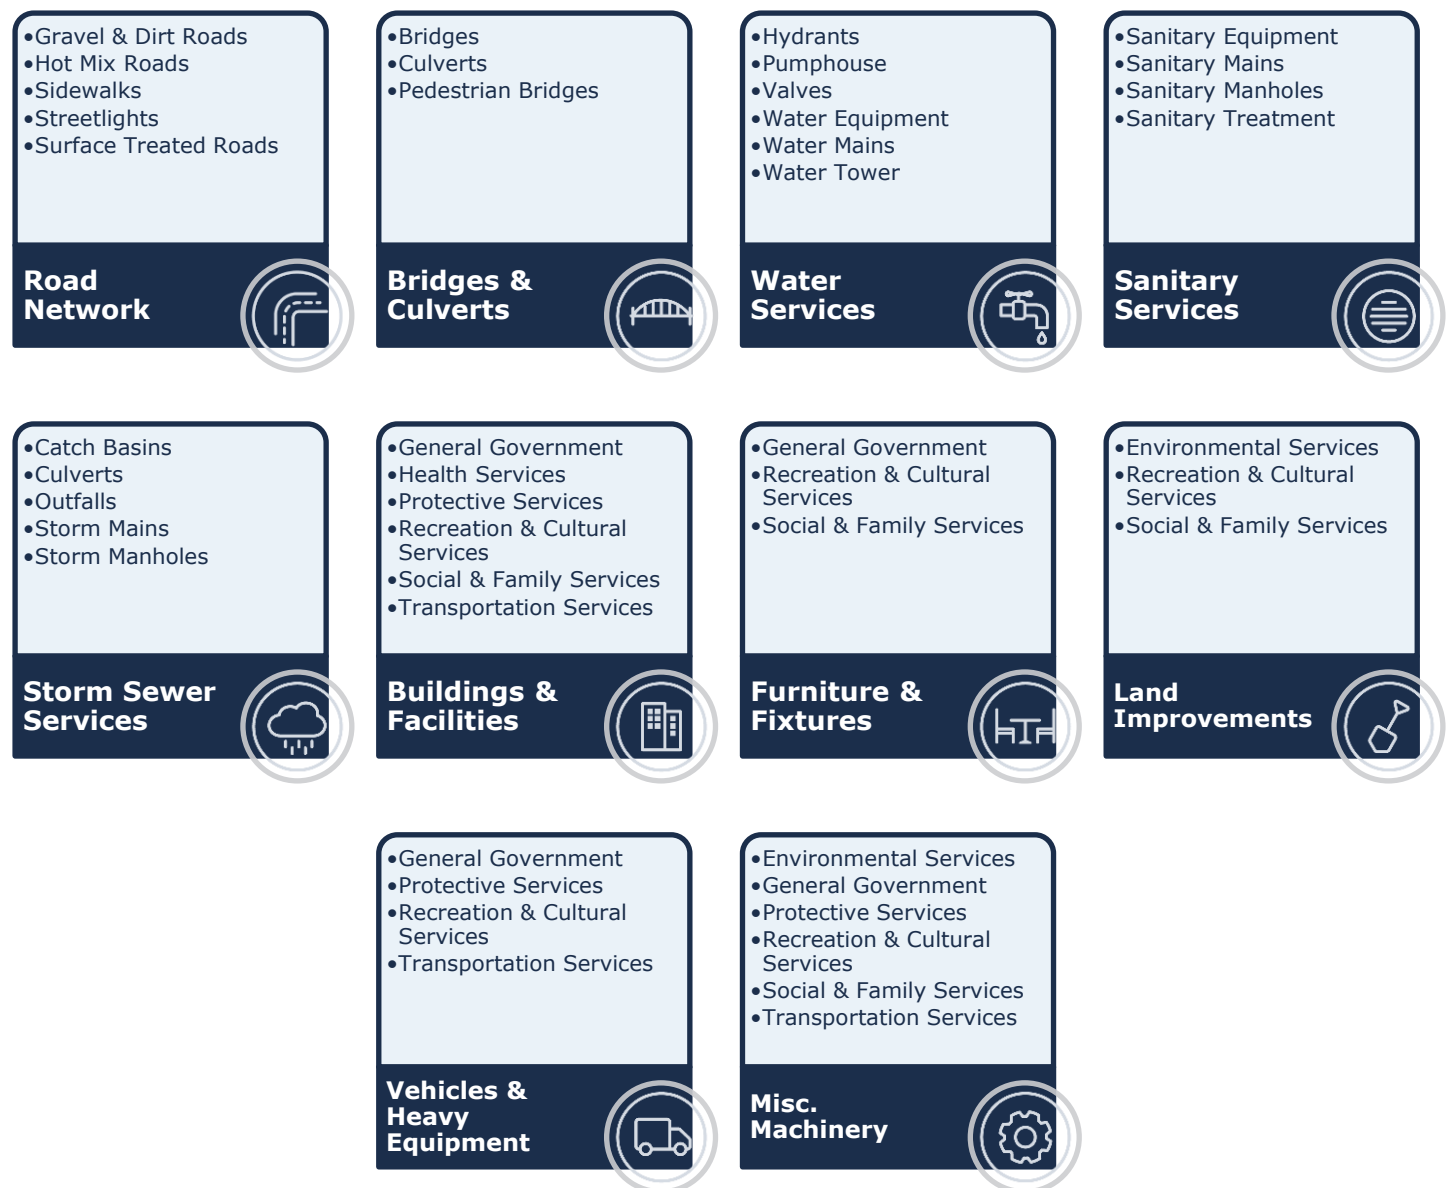 •Gravel & Dirt Roads
•Hot Mix Roads
•Sidewalks
•Streetlights
•Surface Treated Roads
Road
Network
•Bridges
•Culverts
•Pedestrian Bridges
Bridges &
Culverts
•Hydrants
•Pumphouse
•Valves
•Water Equipment
•Water Mains
•Water Tower
Water
Services
•Sanitary Equipment
•Sanitary Mains
•Sanitary Manholes
•Sanitary Treatment
Sanitary
Services
•Catch Basins
•Culverts
•Outfalls
•Storm Mains
•Storm Manholes
Storm Sewer
Services
•General Government
•Health Services
•Protective Services
•Recreation & Cultural
Services
•Social & Family Services
•Transportation Services
Buildings &
Facilities
•General Government
•Recreation & Cultural
Services
•Social & Family Services
Furniture &
Fixtures
•Environmental Services
•Recreation & Cultural
Services
•Social & Family Services
Land
Improvements
•General Government
•Protective Services
•Recreation & Cultural
Services
•Transportation Services
Vehicles &
Heavy
Equipment
•Environmental Services
•General Government
•Protective Services
•Recreation & Cultural
Services
•Social & Family Services
•Transportation Services
Misc.
Machinery